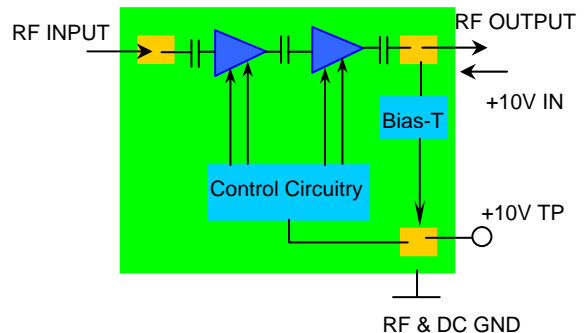 RF INPUT
RF OUTPUT
+10V IN
Bias-T
Control Circuitry
+10V TP
RF & DC GND